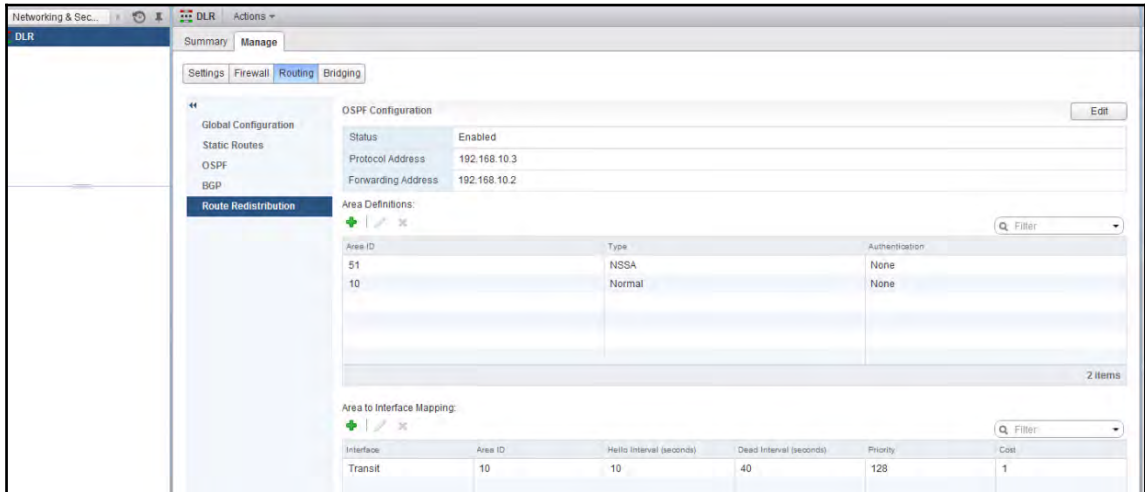 Networking & Sec...
DLR Actions
DLR
Summary Manage
Settings Firewall Routing Bridging
Global Configuration
Static Routes
OSPF
BGP
Route Redistribution
OSPF Configuration
Edit
Status Enabled
Protocol Address 192.168.10.3
Forwarding Address 192.168.10.2
Area Definitions:
Filter
Area ID Type Authentication
51 NSSA None
10 Normal None
2 items
Area to Interface Mapping:
Filter
Interface Area ID Hello Interval (seconds) Dead Interval (seconds) Priority Cost
Transit 10 10 40 128 1